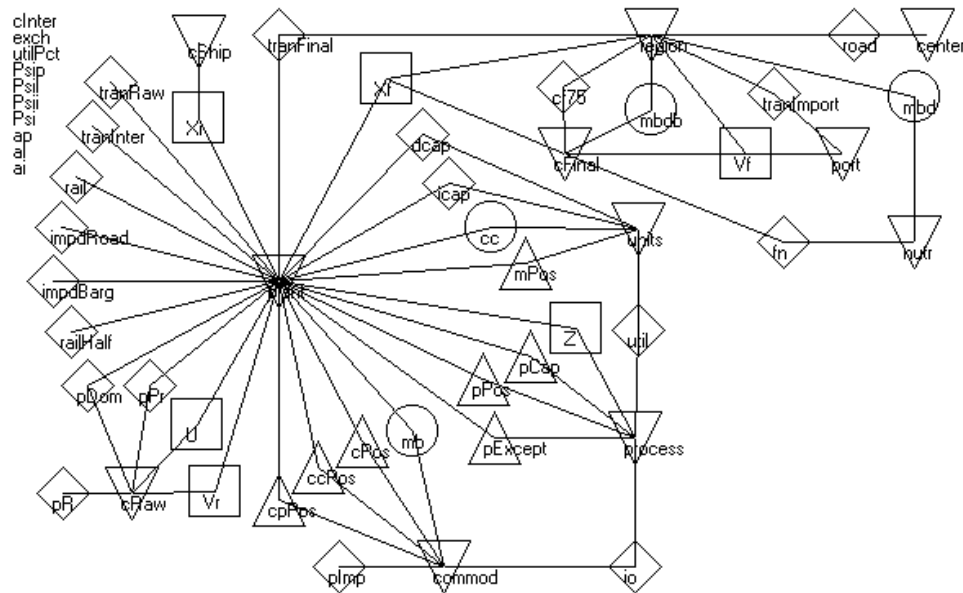 cInter
exch
utilPct
Psip
Psil
Psii
Psi
ap
al
ai
cShip
tranFinal
region
road
center
tranRaw
Xi
Xf
cf75
mbdb
tranImport
mbd
tranInter
dcap
cFinal
Vf
port
rail
icap
impdRoad
cc
units
fn
nutr
mPos
impdBarg
railHalf
Z
util
pCap
pDom
pPr
pPos
U
mb
cPos
pExcept
process
ccPos
pR
cRaw
Vr
cpPos
pImp
commod
io